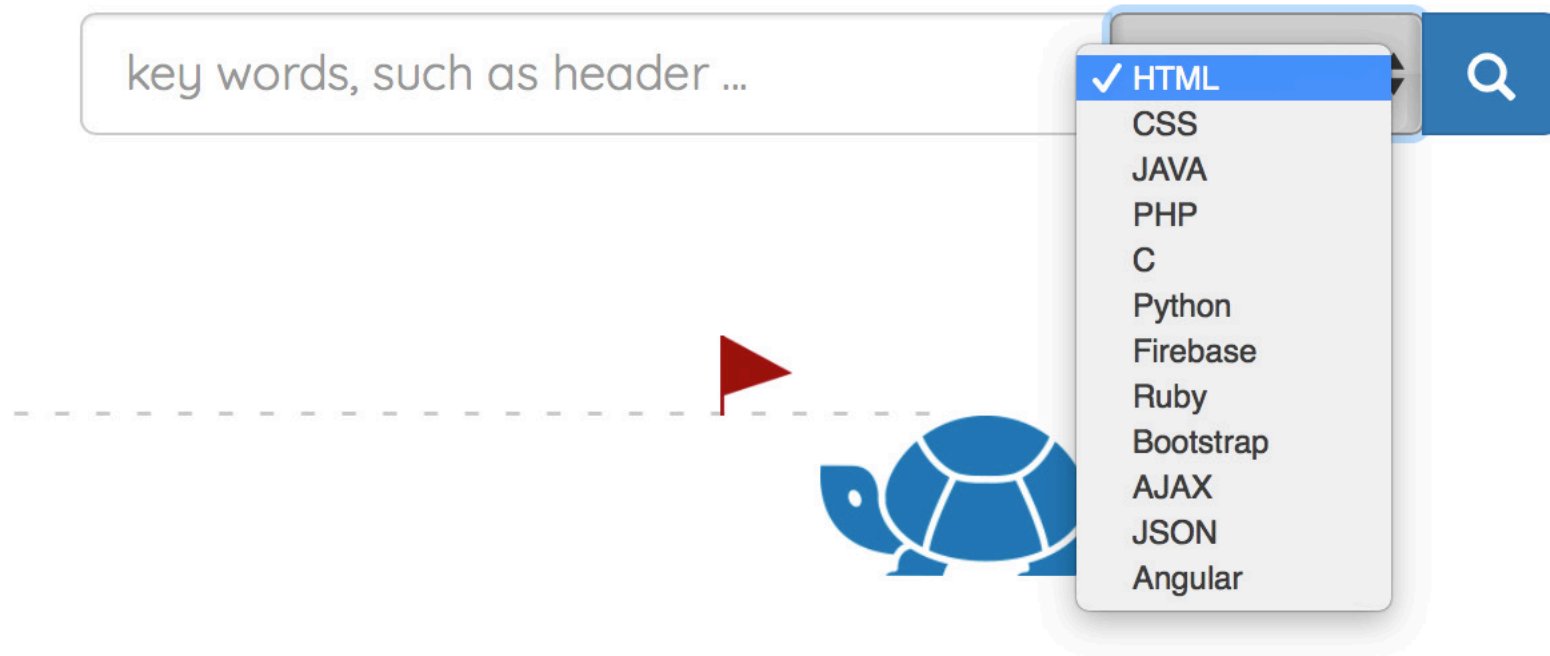 key words, such as header ...
HTML
CSS
JAVA
PHP
C
Python
Firebase
Ruby
Bootstrap
AJAX
JSON
Angular